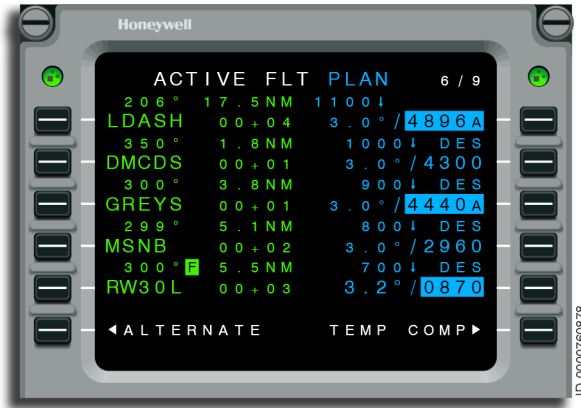 Honeywell
ACTIVE FLT PLAN 6 / 9
206° 17.5NM 1100↓
LDASH 00+04 3.0°/4896A
350° 1.8NM 1000↓ DES
DMCDS 00+01 3.0°/4300
300° 3.8NM 900↓ DES
GREYS 00+01 3.0°/4440A
299° 5.1NM 800↓ DES
MSNB 00+02 3.0°/2960
300° F 5.5NM 700↓ DES
RW30L 00+03 3.2°/0870
◀ALTERNATE TEMP COMP▶